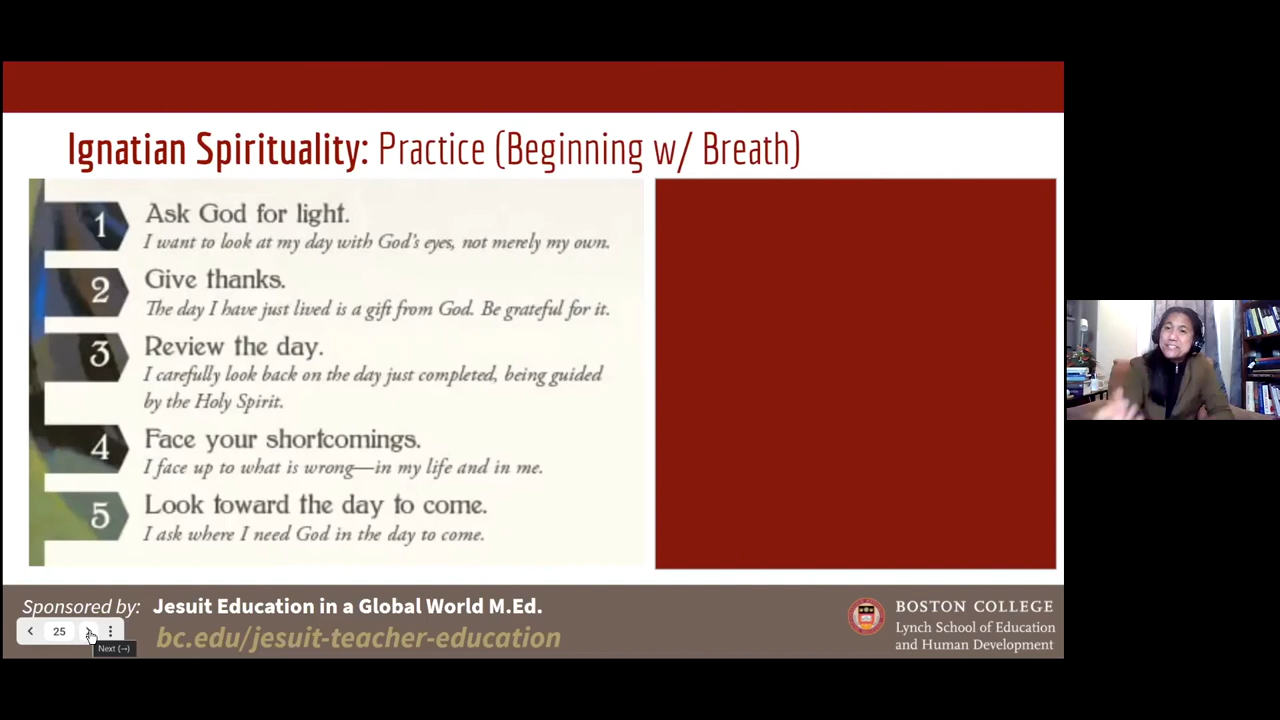 Ignatian Spirituality: Practice (Beginning w/ Breath)
1
Ask God for light.
I want to look at my day with God's eyes, not merely my own.
2
Give thanks.
The day I have just lived is a gift from God. Be grateful for it.
3
Review the day.
I carefully look back on the day just completed, being guided
by the Holy Spirit.
4
Face your shortcomings.
I face up to what is wrong—in my life and in me.
5
Look toward the day to come.
I ask where I need God in the day to come.
Sponsored by: Jesuit Education in a Global World M.Ed.
bc.edu/jesuit-teacher-education
25
Next (→)
BOSTON COLLEGE
Lynch School of Education
and Human Development